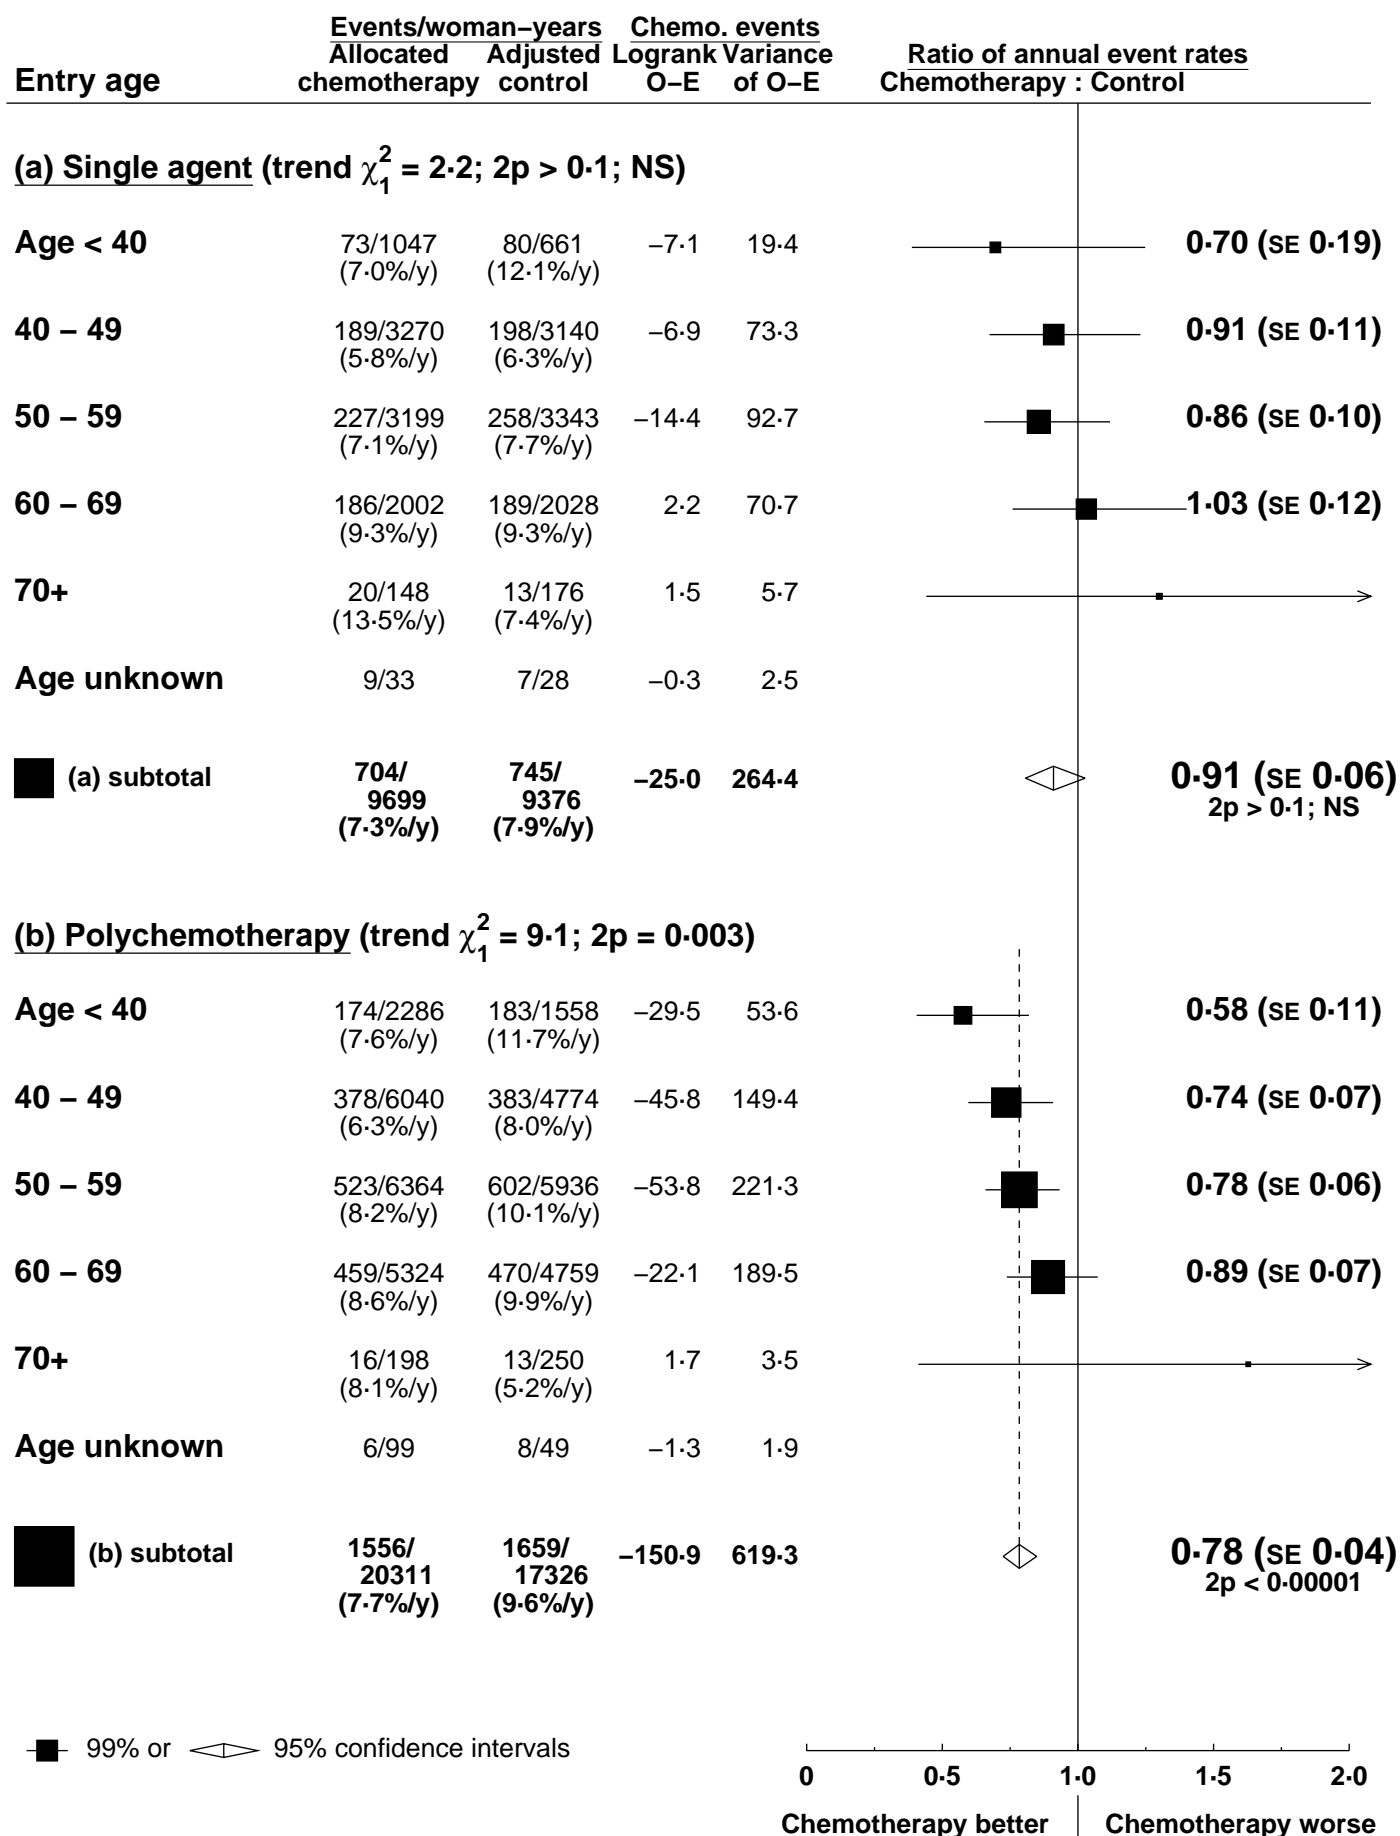 Events/woman–years Chemo. events
Allocated Adjusted Logrank Variance Ratio of annual event rates
Entry age chemotherapy control O–E of O–E Chemotherapy : Control
(a) Single agent (trend χ²₁ = 2·2; 2p > 0·1; NS)
Age < 40 73/1047 80/661 –7·1 19·4 0·70 (SE 0·19)
(7·0%/y) (12·1%/y)
40 – 49 189/3270 198/3140 –6·9 73·3 0·91 (SE 0·11)
(5·8%/y) (6·3%/y)
50 – 59 227/3199 258/3343 –14·4 92·7 0·86 (SE 0·10)
(7·1%/y) (7·7%/y)
60 – 69 186/2002 189/2028 2·2 70·7 1·03 (SE 0·12)
(9·3%/y) (9·3%/y)
70+ 20/148 13/176 1·5 5·7
(13·5%/y) (7·4%/y)
Age unknown 9/33 7/28 –0·3 2·5
(a) subtotal 704/ 745/ –25·0 264·4 0·91 (SE 0·06)
9699 9376 2p > 0·1; NS
(7·3%/y) (7·9%/y)
(b) Polychemotherapy (trend χ²₁ = 9·1; 2p = 0·003)
Age < 40 174/2286 183/1558 –29·5 53·6 0·58 (SE 0·11)
(7·6%/y) (11·7%/y)
40 – 49 378/6040 383/4774 –45·8 149·4 0·74 (SE 0·07)
(6·3%/y) (8·0%/y)
50 – 59 523/6364 602/5936 –53·8 221·3 0·78 (SE 0·06)
(8·2%/y) (10·1%/y)
60 – 69 459/5324 470/4759 –22·1 189·5 0·89 (SE 0·07)
(8·6%/y) (9·9%/y)
70+ 16/198 13/250 1·7 3·5
(8·1%/y) (5·2%/y)
Age unknown 6/99 8/49 –1·3 1·9
(b) subtotal 1556/ 1659/ –150·9 619·3 0·78 (SE 0·04)
20311 17326 2p < 0·00001
(7·7%/y) (9·6%/y)
99% or 95% confidence intervals
0 0·5 1·0 1·5 2·0
Chemotherapy better Chemotherapy worse